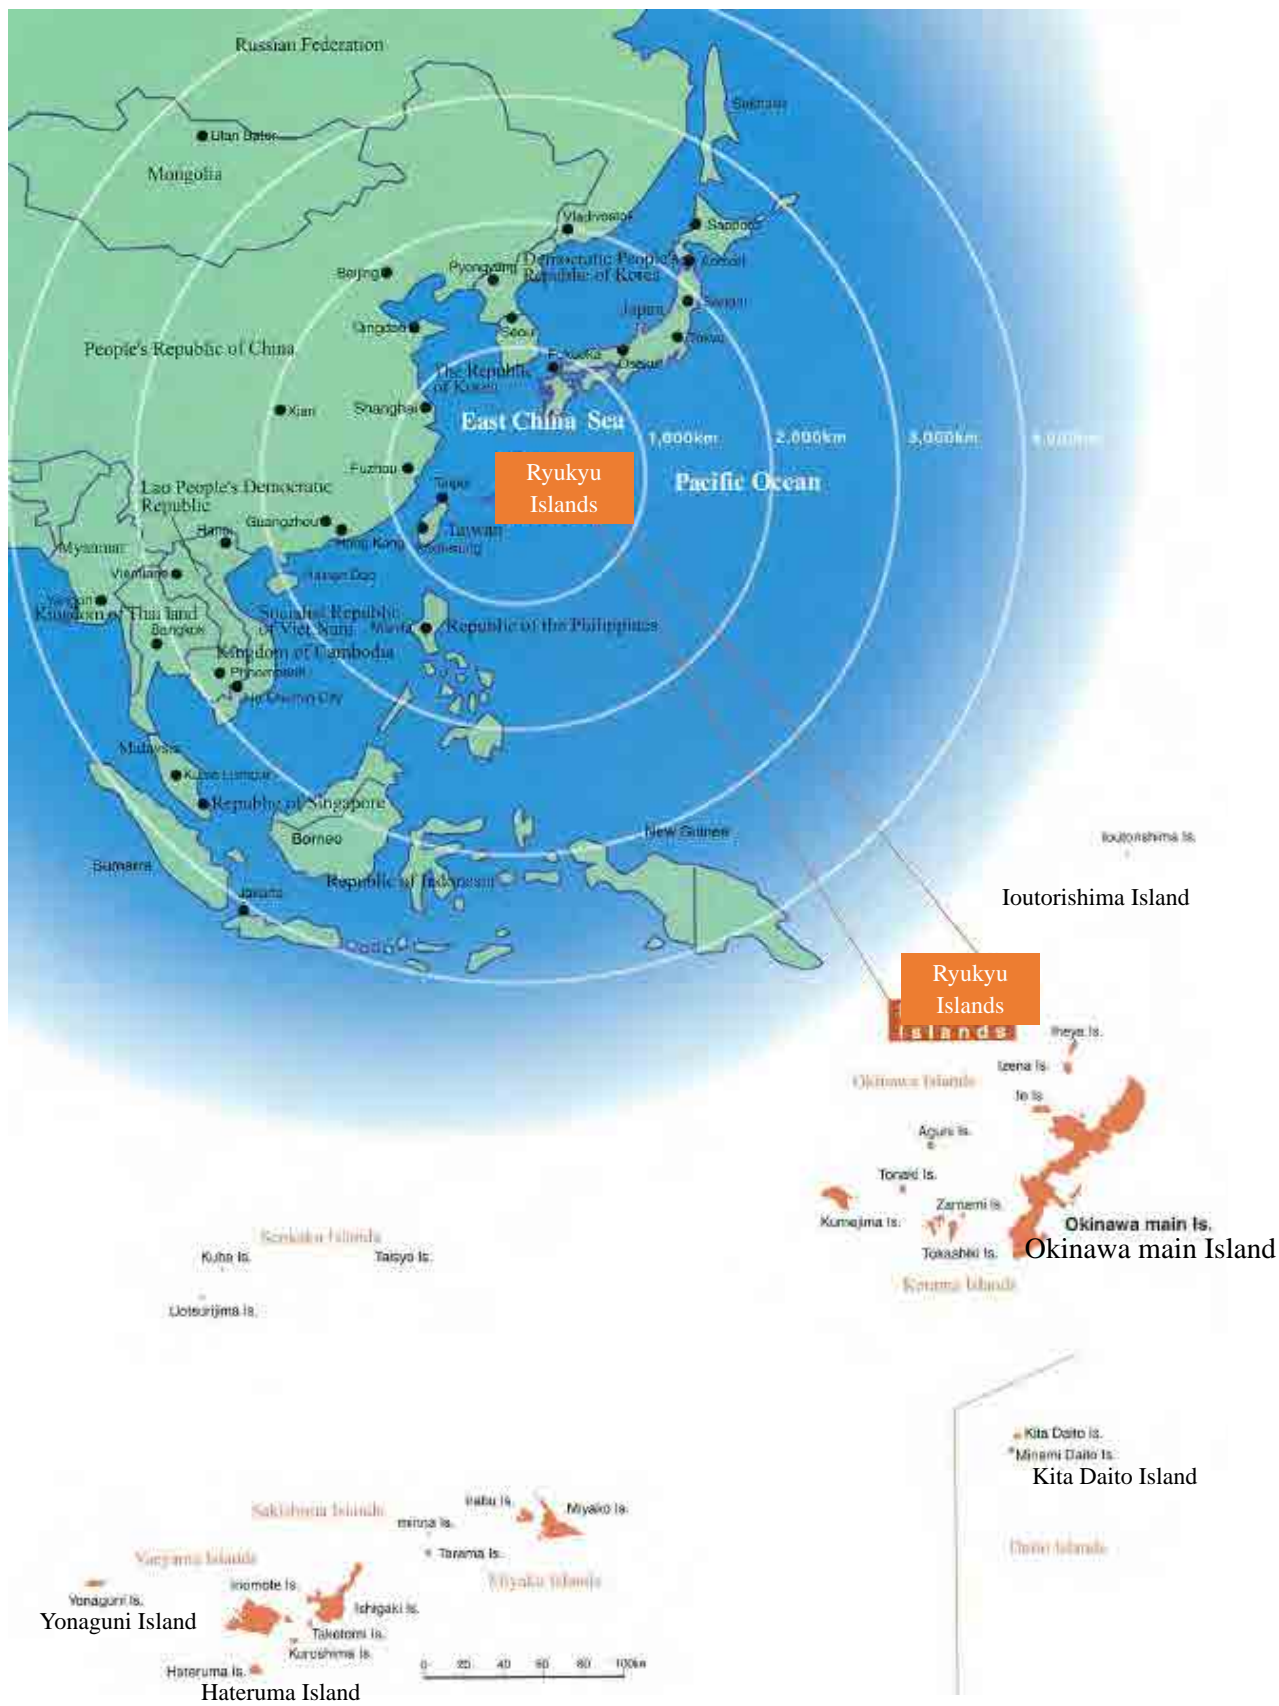 Russian Federation
Sakhalin
Ulan Bator
Mongolia
Vladivostok
Sapporo
Beijing
Pyongyang
Democratic People's
Republic of Korea
Aomori
Sendai
Japan
Qingdao
Seoul
Tokyo
People's Republic of China
Fukuoka
Osaka
The Republic
of Korea
Xian
Shanghai
East China Sea
1,000km
2,000km
3,000km
4,000km
Fuzhou
Ryukyu
Islands
Pacific Ocean
Taipei
Lao People's Democratic
Republic
Guangzhou
Hanoi
Hong Kong
Taiwan
Myanmar
Vientiane
Hainan Dao
Yangon
Kingdom of Thai land
Socialist Republic
of Viet Nam
Manila
Republic of the Philippines
Bangkok
Kingdom of Cambodia
Phnompenh
Malaysia
Kuala Lumpur
Republic of Singapore
Borneo
New Guinea
Sumatra
Republic of Indonesia
Jakarta
Ioutorishima Is.
Ioutorishima Island
Ryukyu
Islands
Islands
Iheya Is.
Izena Is.
Okinawa Islands
Ie Is.
Aguni Is.
Tonaki Is.
Zamami Is.
Kumejima Is.
Okinawa main Is.
Tokashiki Is.
Okinawa main Island
Kerama Islands
Senkaku Islands
Kuba Is.
Taisyo Is.
Uotsurijima Is.
Kita Daito Is.
Minami Daito Is.
Kita Daito Island
Daito Islands
Sakishima Islands
Irabu Is.
Miyako Is.
minna Is.
Tarama Is.
Miyako Islands
Yaeyama Islands
Yonaguni Is.
Yonaguni Island
Iriomote Is.
Ishigaki Is.
Taketomi Is.
Kuroshima Is.
Hateruma Is.
Hateruma Island
0 20 40 60 80 100km